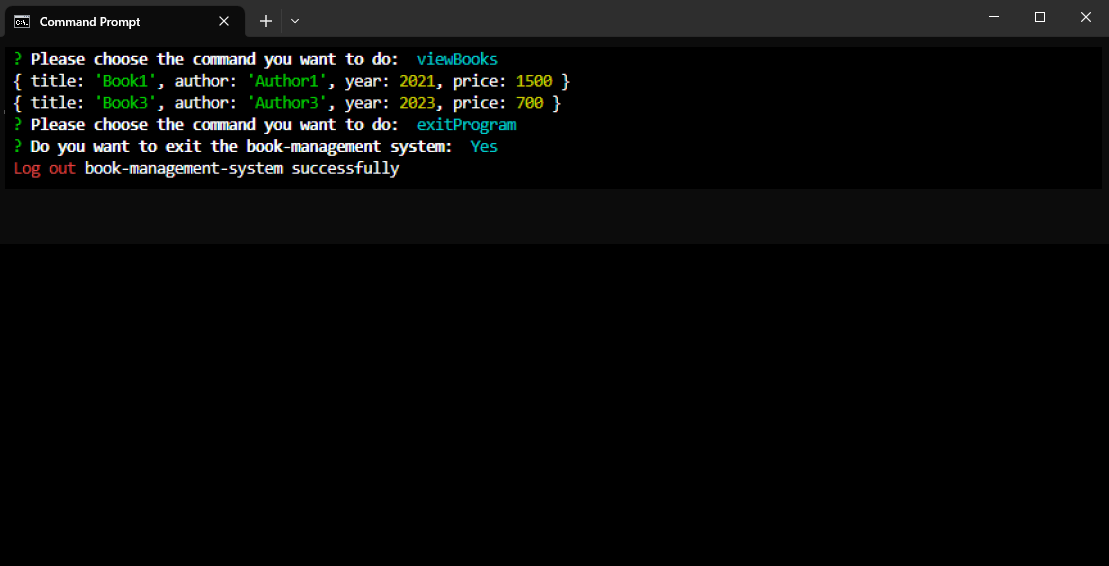 Command Prompt
? Please choose the command you want to do: viewBooks
{ title: 'Book1', author: 'Author1', year: 2021, price: 1500 }
{ title: 'Book3', author: 'Author3', year: 2023, price: 700 }
? Please choose the command you want to do: exitProgram
? Do you want to exit the book-management system: Yes
Log out book-management-system successfully